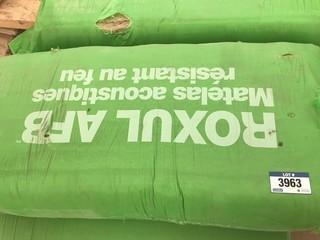 ROXUL AFB
Matelas acoustiques
résistant au feu
LOT #
3963